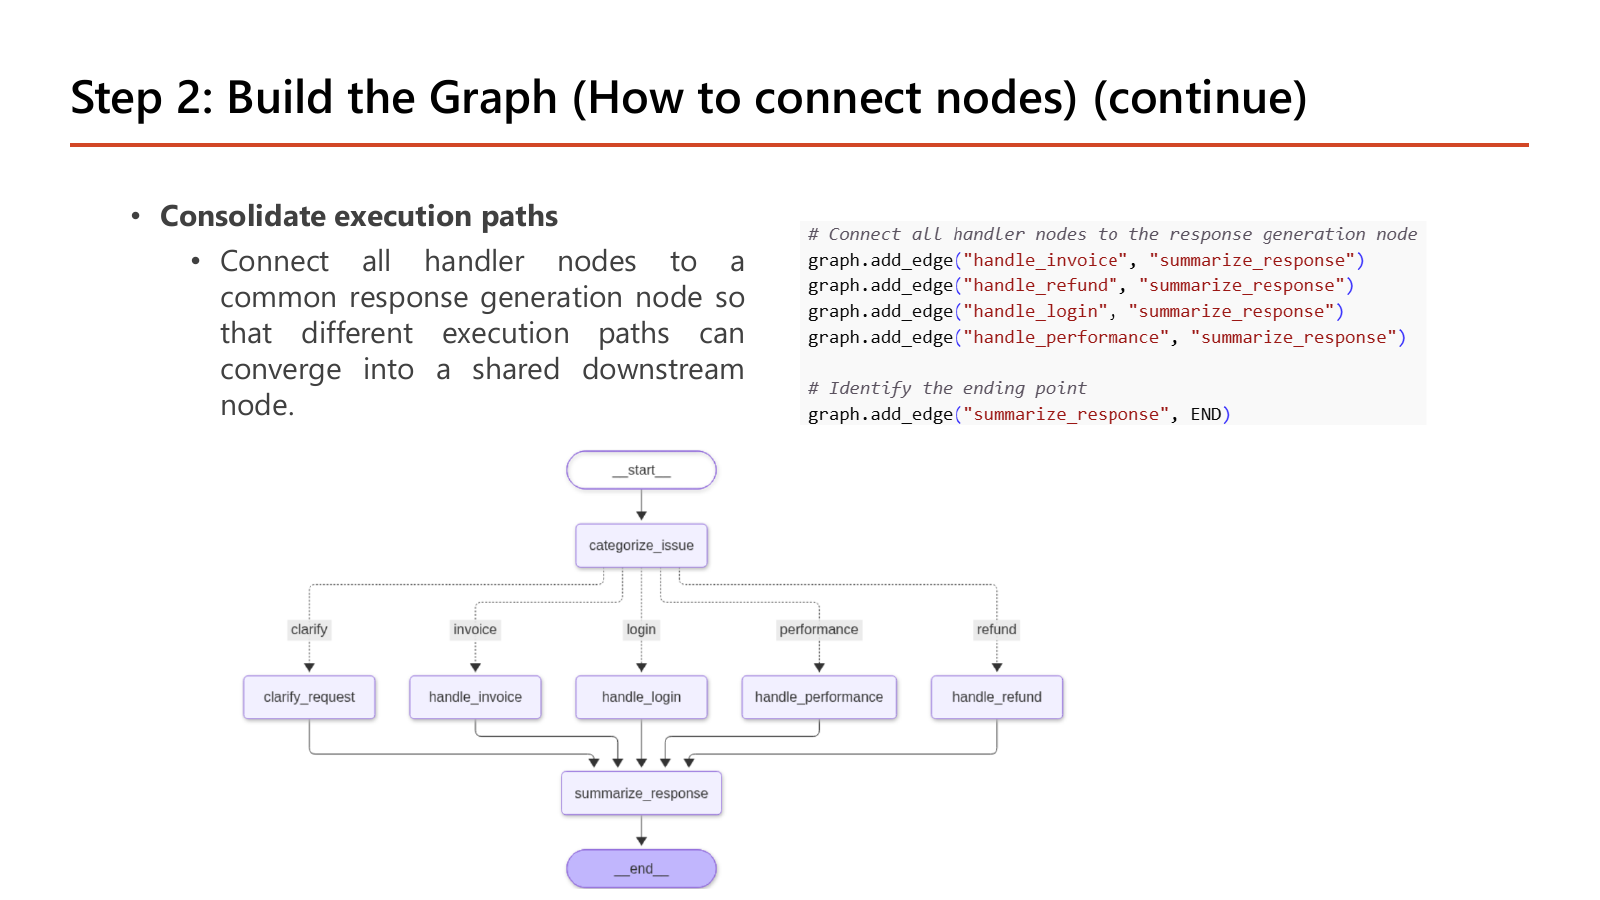 Step 2: Build the Graph (How to connect nodes) (continue)
• Consolidate execution paths
• Connect all handler nodes to a
common response generation node so
that different execution paths can
converge into a shared downstream
node.
# Connect all handler nodes to the response generation node
graph.add_edge("handle_invoice", "summarize_response")
graph.add_edge("handle_refund", "summarize_response")
graph.add_edge("handle_login", "summarize_response")
graph.add_edge("handle_performance", "summarize_response")
# Identify the ending point
graph.add_edge("summarize_response", END)
__start__
categorize_issue
clarify invoice login performance refund
clarify_request handle_invoice handle_login handle_performance handle_refund
summarize_response
__end__